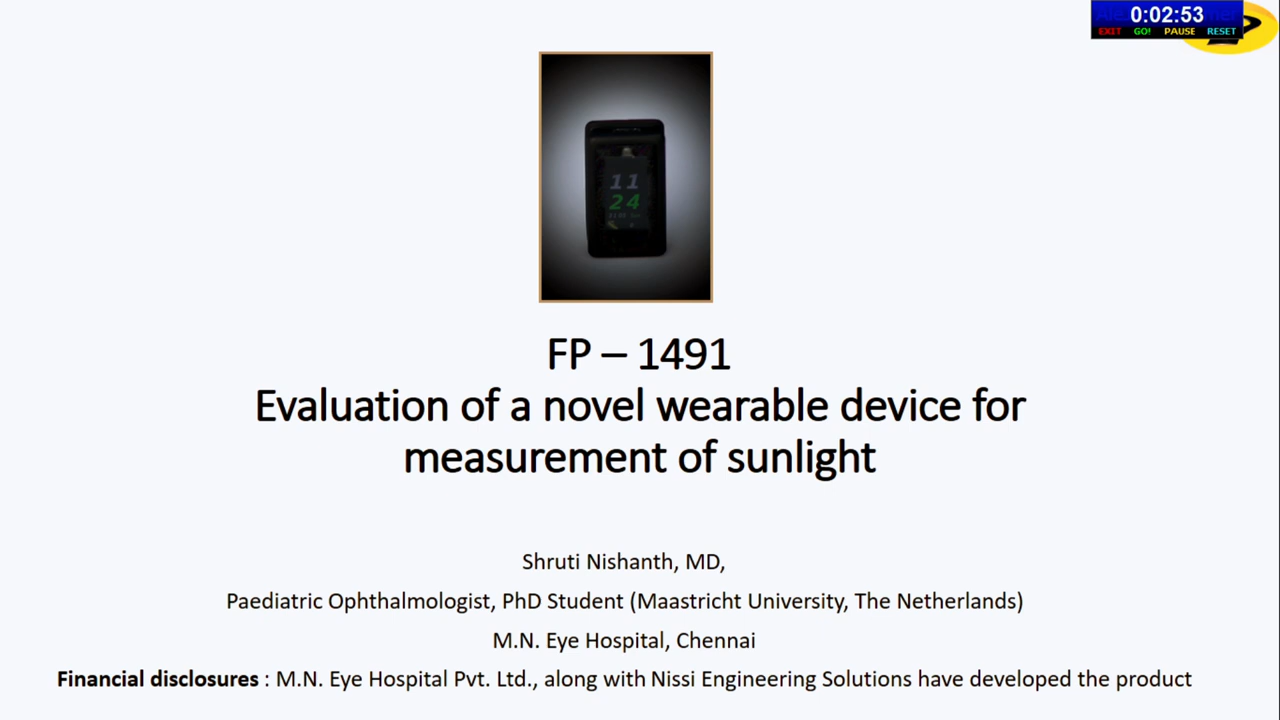 0:02:53
EXIT GO! PAUSE RESET
11
24
FP – 1491
Evaluation of a novel wearable device for
measurement of sunlight
Shruti Nishanth, MD,
Paediatric Ophthalmologist, PhD Student (Maastricht University, The Netherlands)
M.N. Eye Hospital, Chennai
Financial disclosures : M.N. Eye Hospital Pvt. Ltd., along with Nissi Engineering Solutions have developed the product